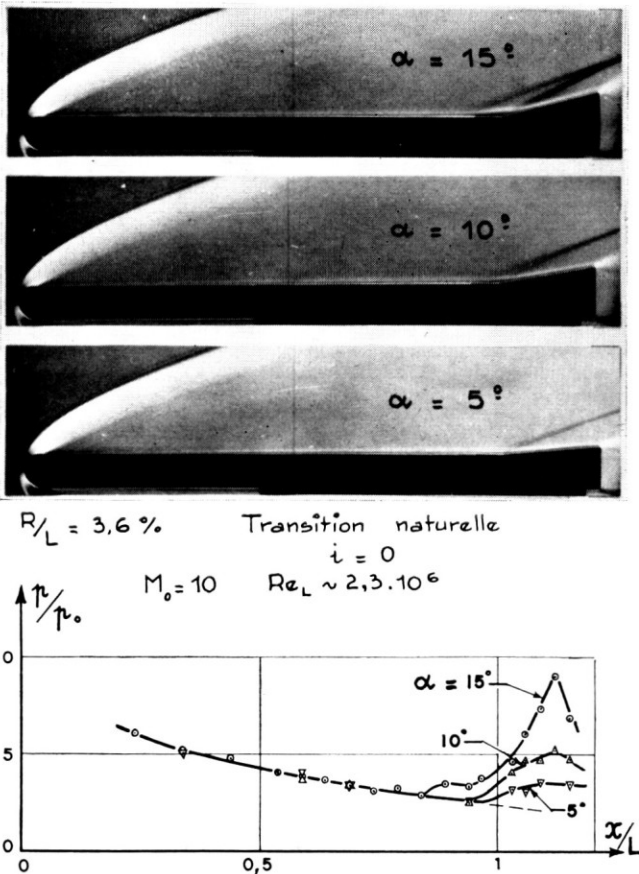 α = 15°
α = 10°
α = 5°
R/L = 3,6 % Transition naturelle
i = 0
M₀ = 10 Re_L ~ 2,3.10⁶
p/p₀
0
α = 15°
10°
5
5°
x/L
0
0 0,5 1